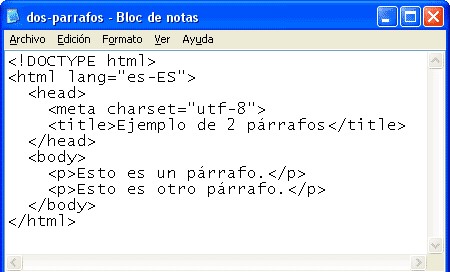 dos-parrafos - Bloc de notas
Archivo Edición Formato Ver Ayuda
<!DOCTYPE html>
<html lang="es-ES">
  <head>
    <meta charset="utf-8">
    <title>Ejemplo de 2 párrafos</title>
  </head>
  <body>
    <p>Esto es un párrafo.</p>
    <p>Esto es otro párrafo.</p>
  </body>
</html>